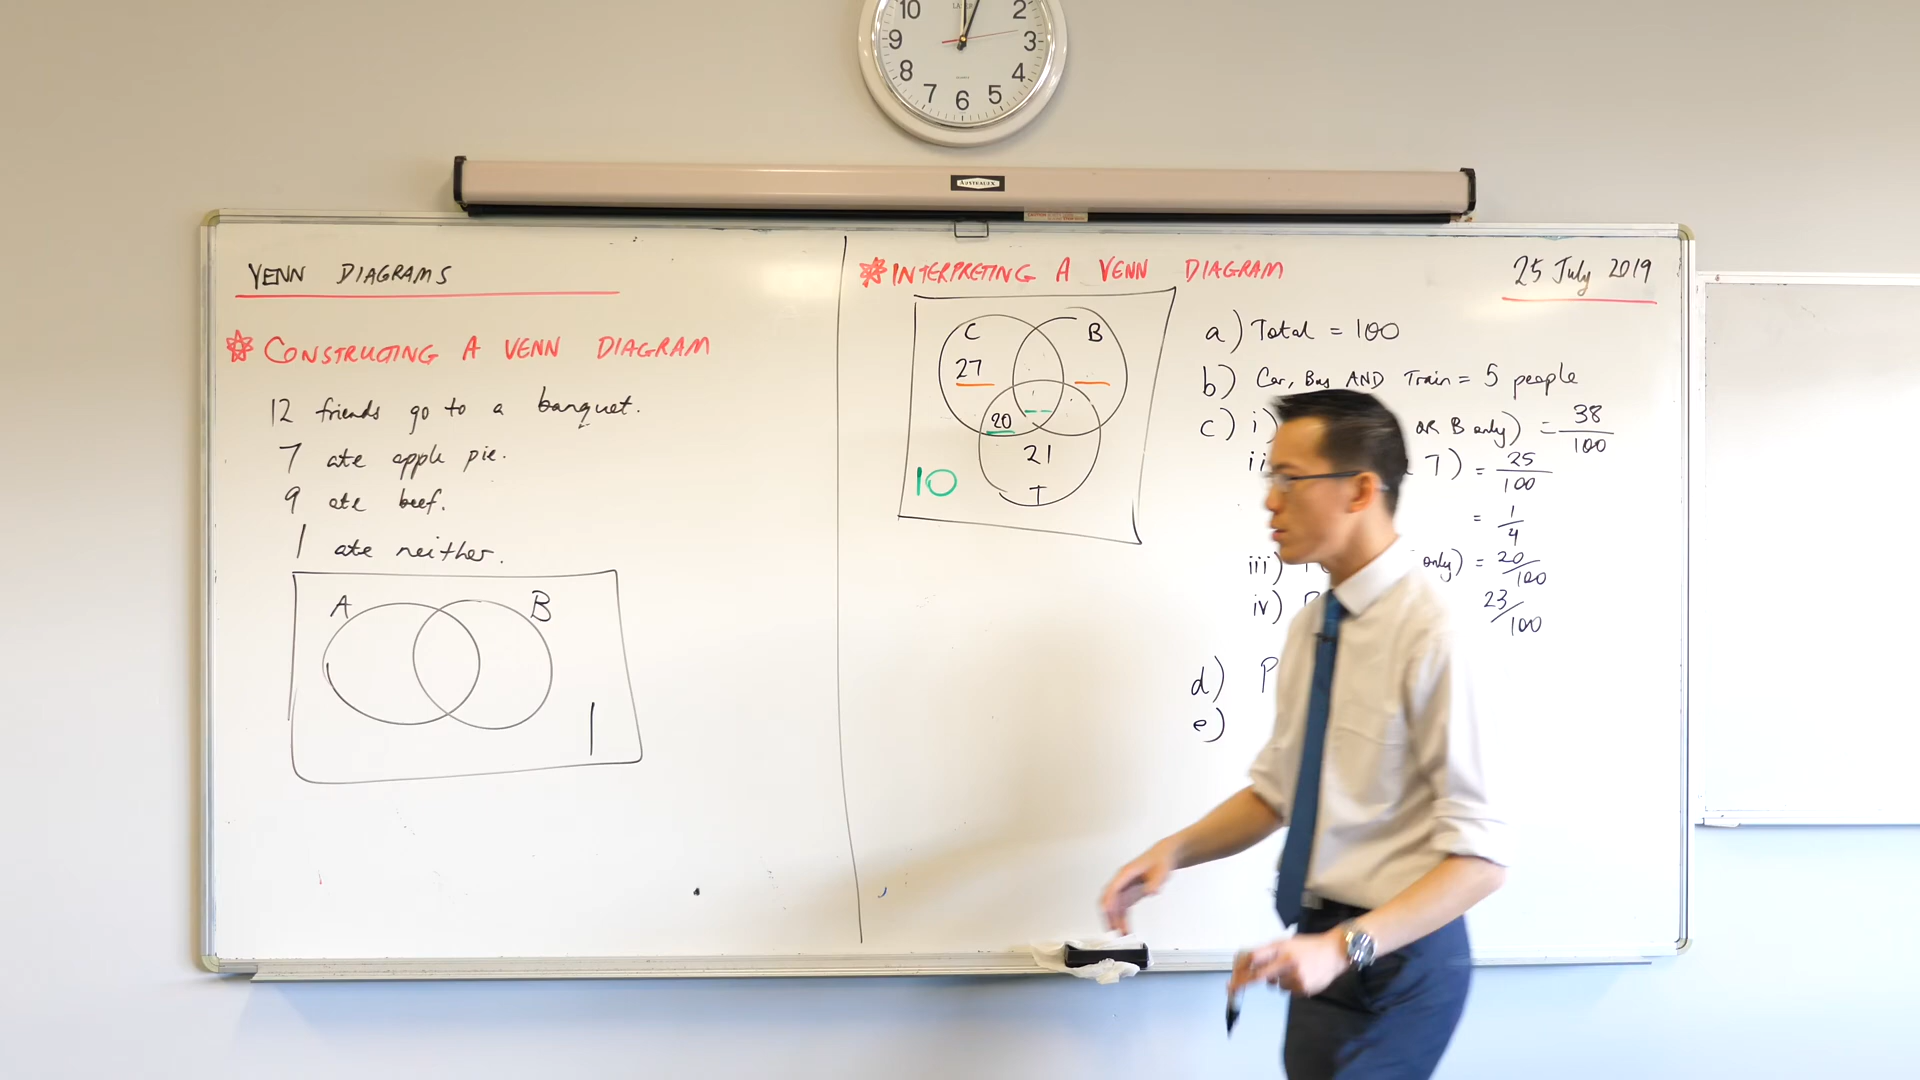 10
2
9
3
8
4
7
6
5
AUSTRALEX
VENN DIAGRAMS
CONSTRUCTING A VENN DIAGRAM
12 friends go to a banquet.
7 ate apple pie.
9 ate beef.
1 ate neither.
A
B
1
INTERPRETING A VENN DIAGRAM
25 July 2019
C
B
27
20
21
T
10
a) Total = 100
b) Car, Bus AND Train = 5 people
c) i) OR B only) = 38/100
ii T) = 25/100
= 1/4
iii) only) = 20/100
iv) 23/100
d) P
e)